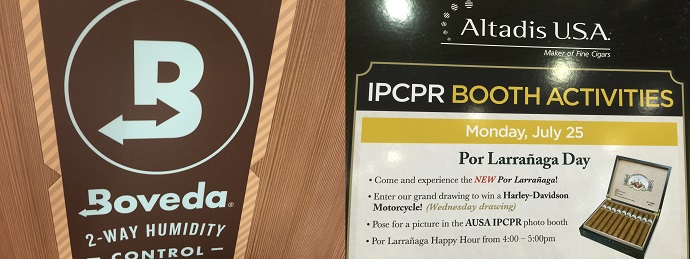 B
Boveda®
2-WAY HUMIDITY
CONTROL
Altadis U.S.A.
Maker of Fine Cigars
IPCPR BOOTH ACTIVITIES
Monday, July 25
Por Larrañaga Day
• Come and experience the NEW Por Larrañaga!
• Enter our grand drawing to win a Harley-Davidson
Motorcycle! (Wednesday drawing)
• Pose for a picture in the AUSA IPCPR photo booth
• Por Larrañaga Happy Hour from 4:00 – 5:00pm